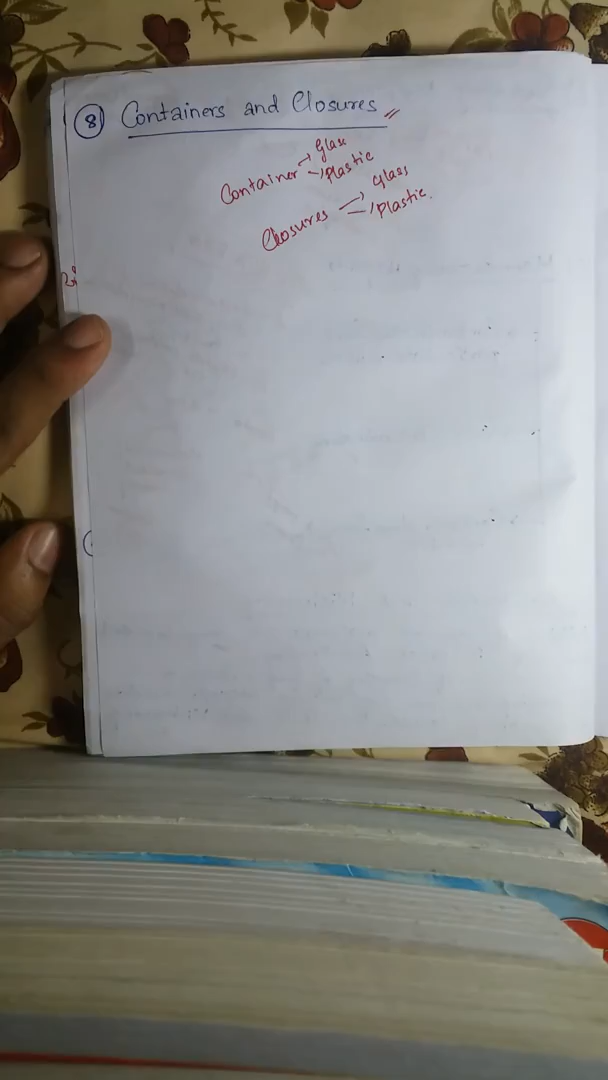 8 Containers and Closures
Container → Glass
→ Plastic
Closures → Glass
→ Plastic.